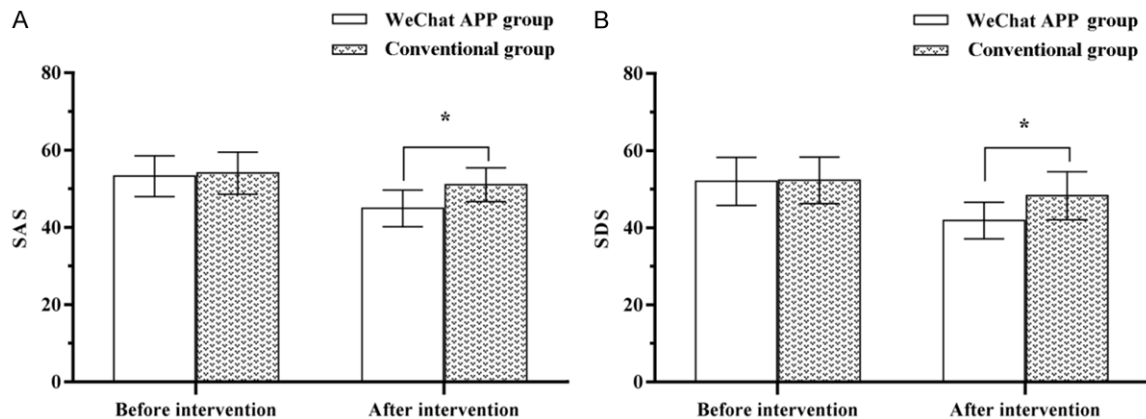 A
WeChat APP group
Conventional group
80
60
40
20
0
SAS
*
Before intervention
After intervention
B
WeChat APP group
Conventional group
80
60
40
20
0
SDS
*
Before intervention
After intervention